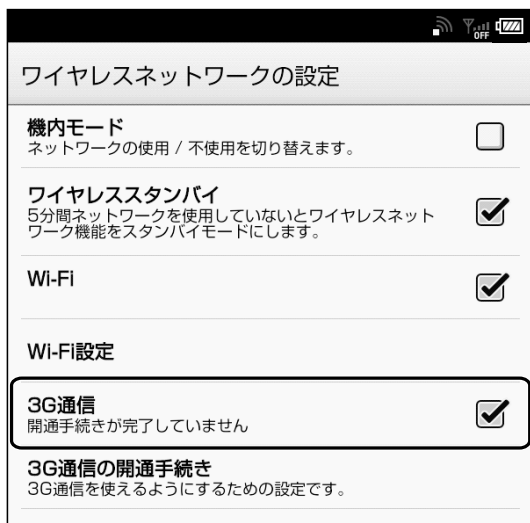 OFF
ワイヤレスネットワークの設定
機内モード
ネットワークの使用 / 不使用を切り替えます。
ワイヤレススタンバイ
5分間ネットワークを使用していないとワイヤレスネット
ワーク機能をスタンバイモードにします。
Wi-Fi
Wi-Fi設定
3G通信
開通手続きが完了していません
3G通信の開通手続き
3G通信を使えるようにするための設定です。